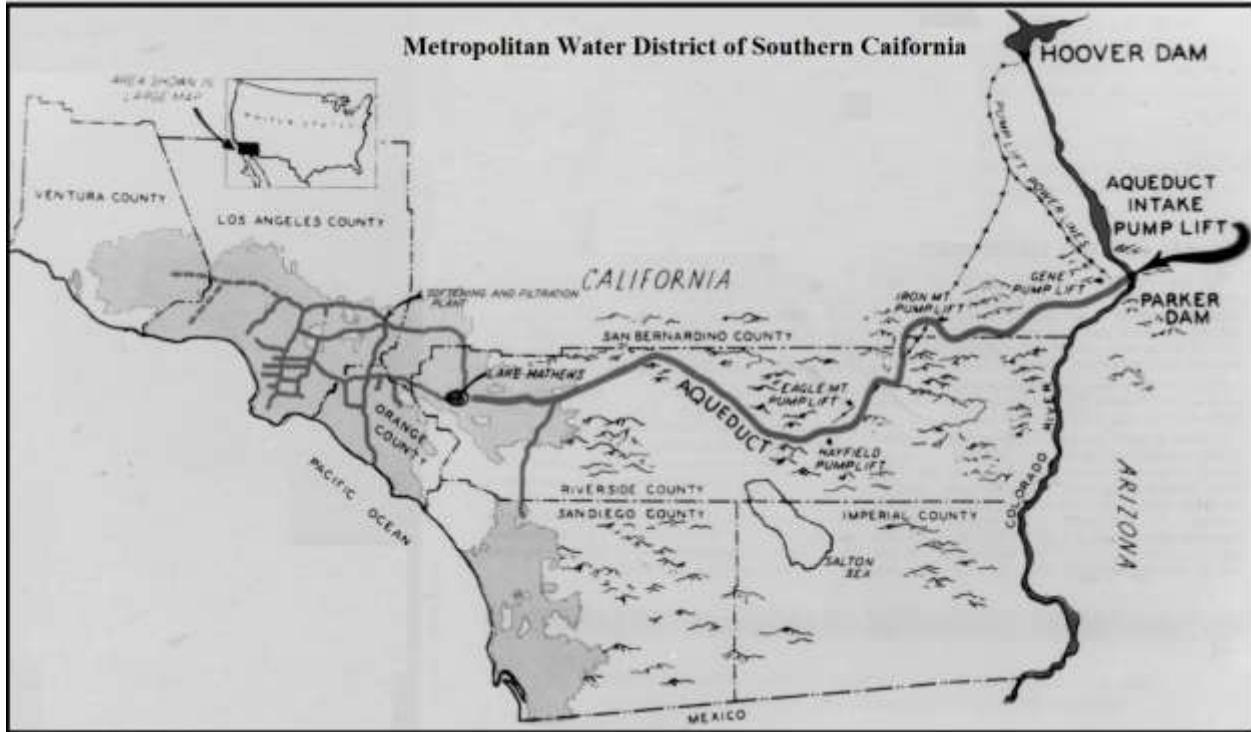 Metropolitan Water District of Southern Caifornia
HOOVER DAM
AREA SHOWN IN
LARGE MAP
UNITED STATES
PUMP LIFT POWER LINES
VENTURA COUNTY
LOS ANGELES COUNTY
AQUEDUCT
INTAKE
PUMP LIFT
CALIFORNIA
GENE
PUMP LIFT
SOFTENING AND FILTRATION
PLANT
IRON MT
PUMP LIFT
PARKER
DAM
SAN BERNARDINO COUNTY
LAKE MATHEWS
EAGLE MT
PUMP LIFT
AQUEDUCT
ORANGE
COUNTY
HAYFIELD
PUMPLIFT
COLORADO RIVER
ARIZONA
PACIFIC
OCEAN
RIVERSIDE COUNTY
SAN DIEGO COUNTY
IMPERIAL COUNTY
SALTON
SEA
MEXICO